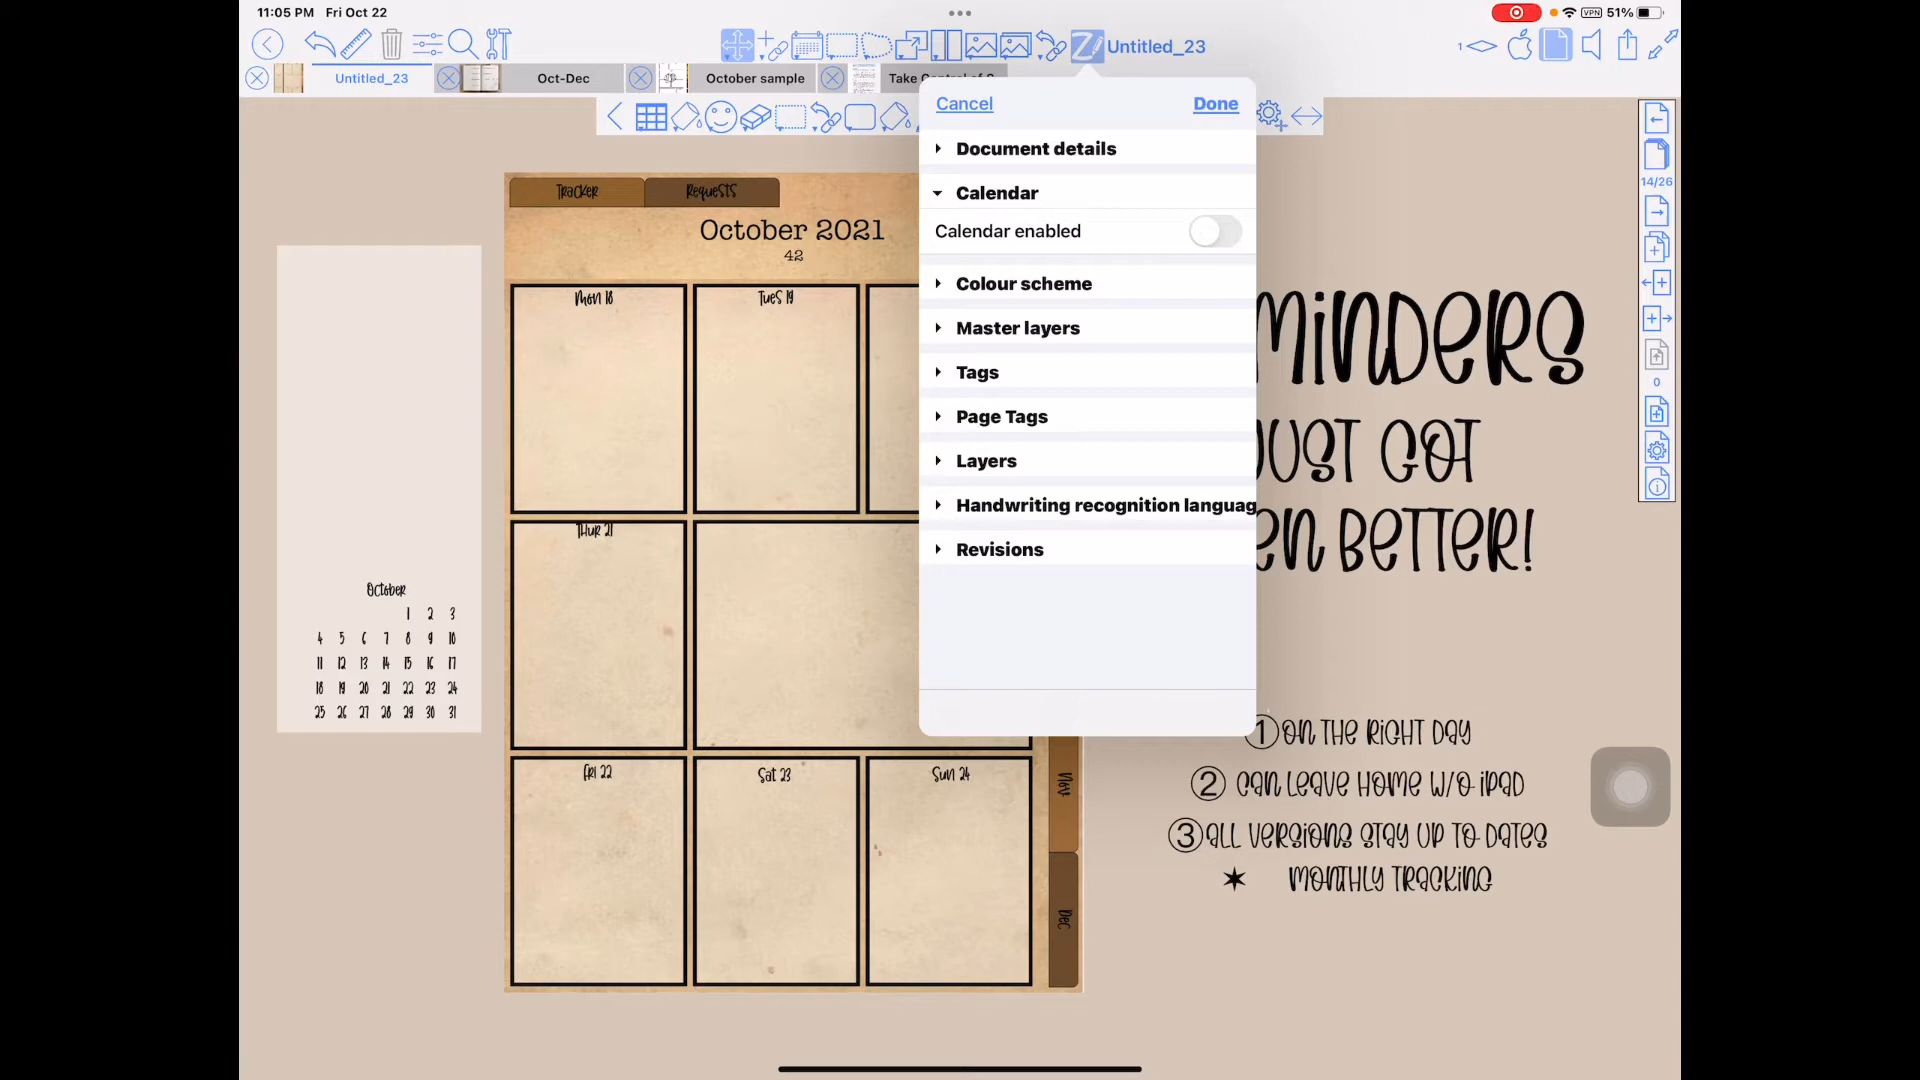 11:05 PM Fri Oct 22
VPN 51%
Untitled_23
1
Untitled_23
Oct-Dec
October sample
Take Control of
Cancel
Done
Document details
Calendar
Calendar enabled
Colour scheme
Master layers
Tags
Page Tags
Layers
Handwriting recognition languag
Revisions
14/26
0
Tracker
Requests
October 2021
42
Mon 18
Tues 19
Thur 21
Fri 22
Sat 23
Sun 24
Nov
Dec
October
1 2 3
4 5 6 7 8 9 10
11 12 13 14 15 16 17
18 19 20 21 22 23 24
25 26 27 28 29 30 31
MINDERS
UST GOT
EN BETTER!
1 ON THE RIGHT DAY
2 CAN LEAVE HOME W/O IPAD
3 ALL VERSIONS STAY UP TO DATES
✶ MONTHLY TRACKING